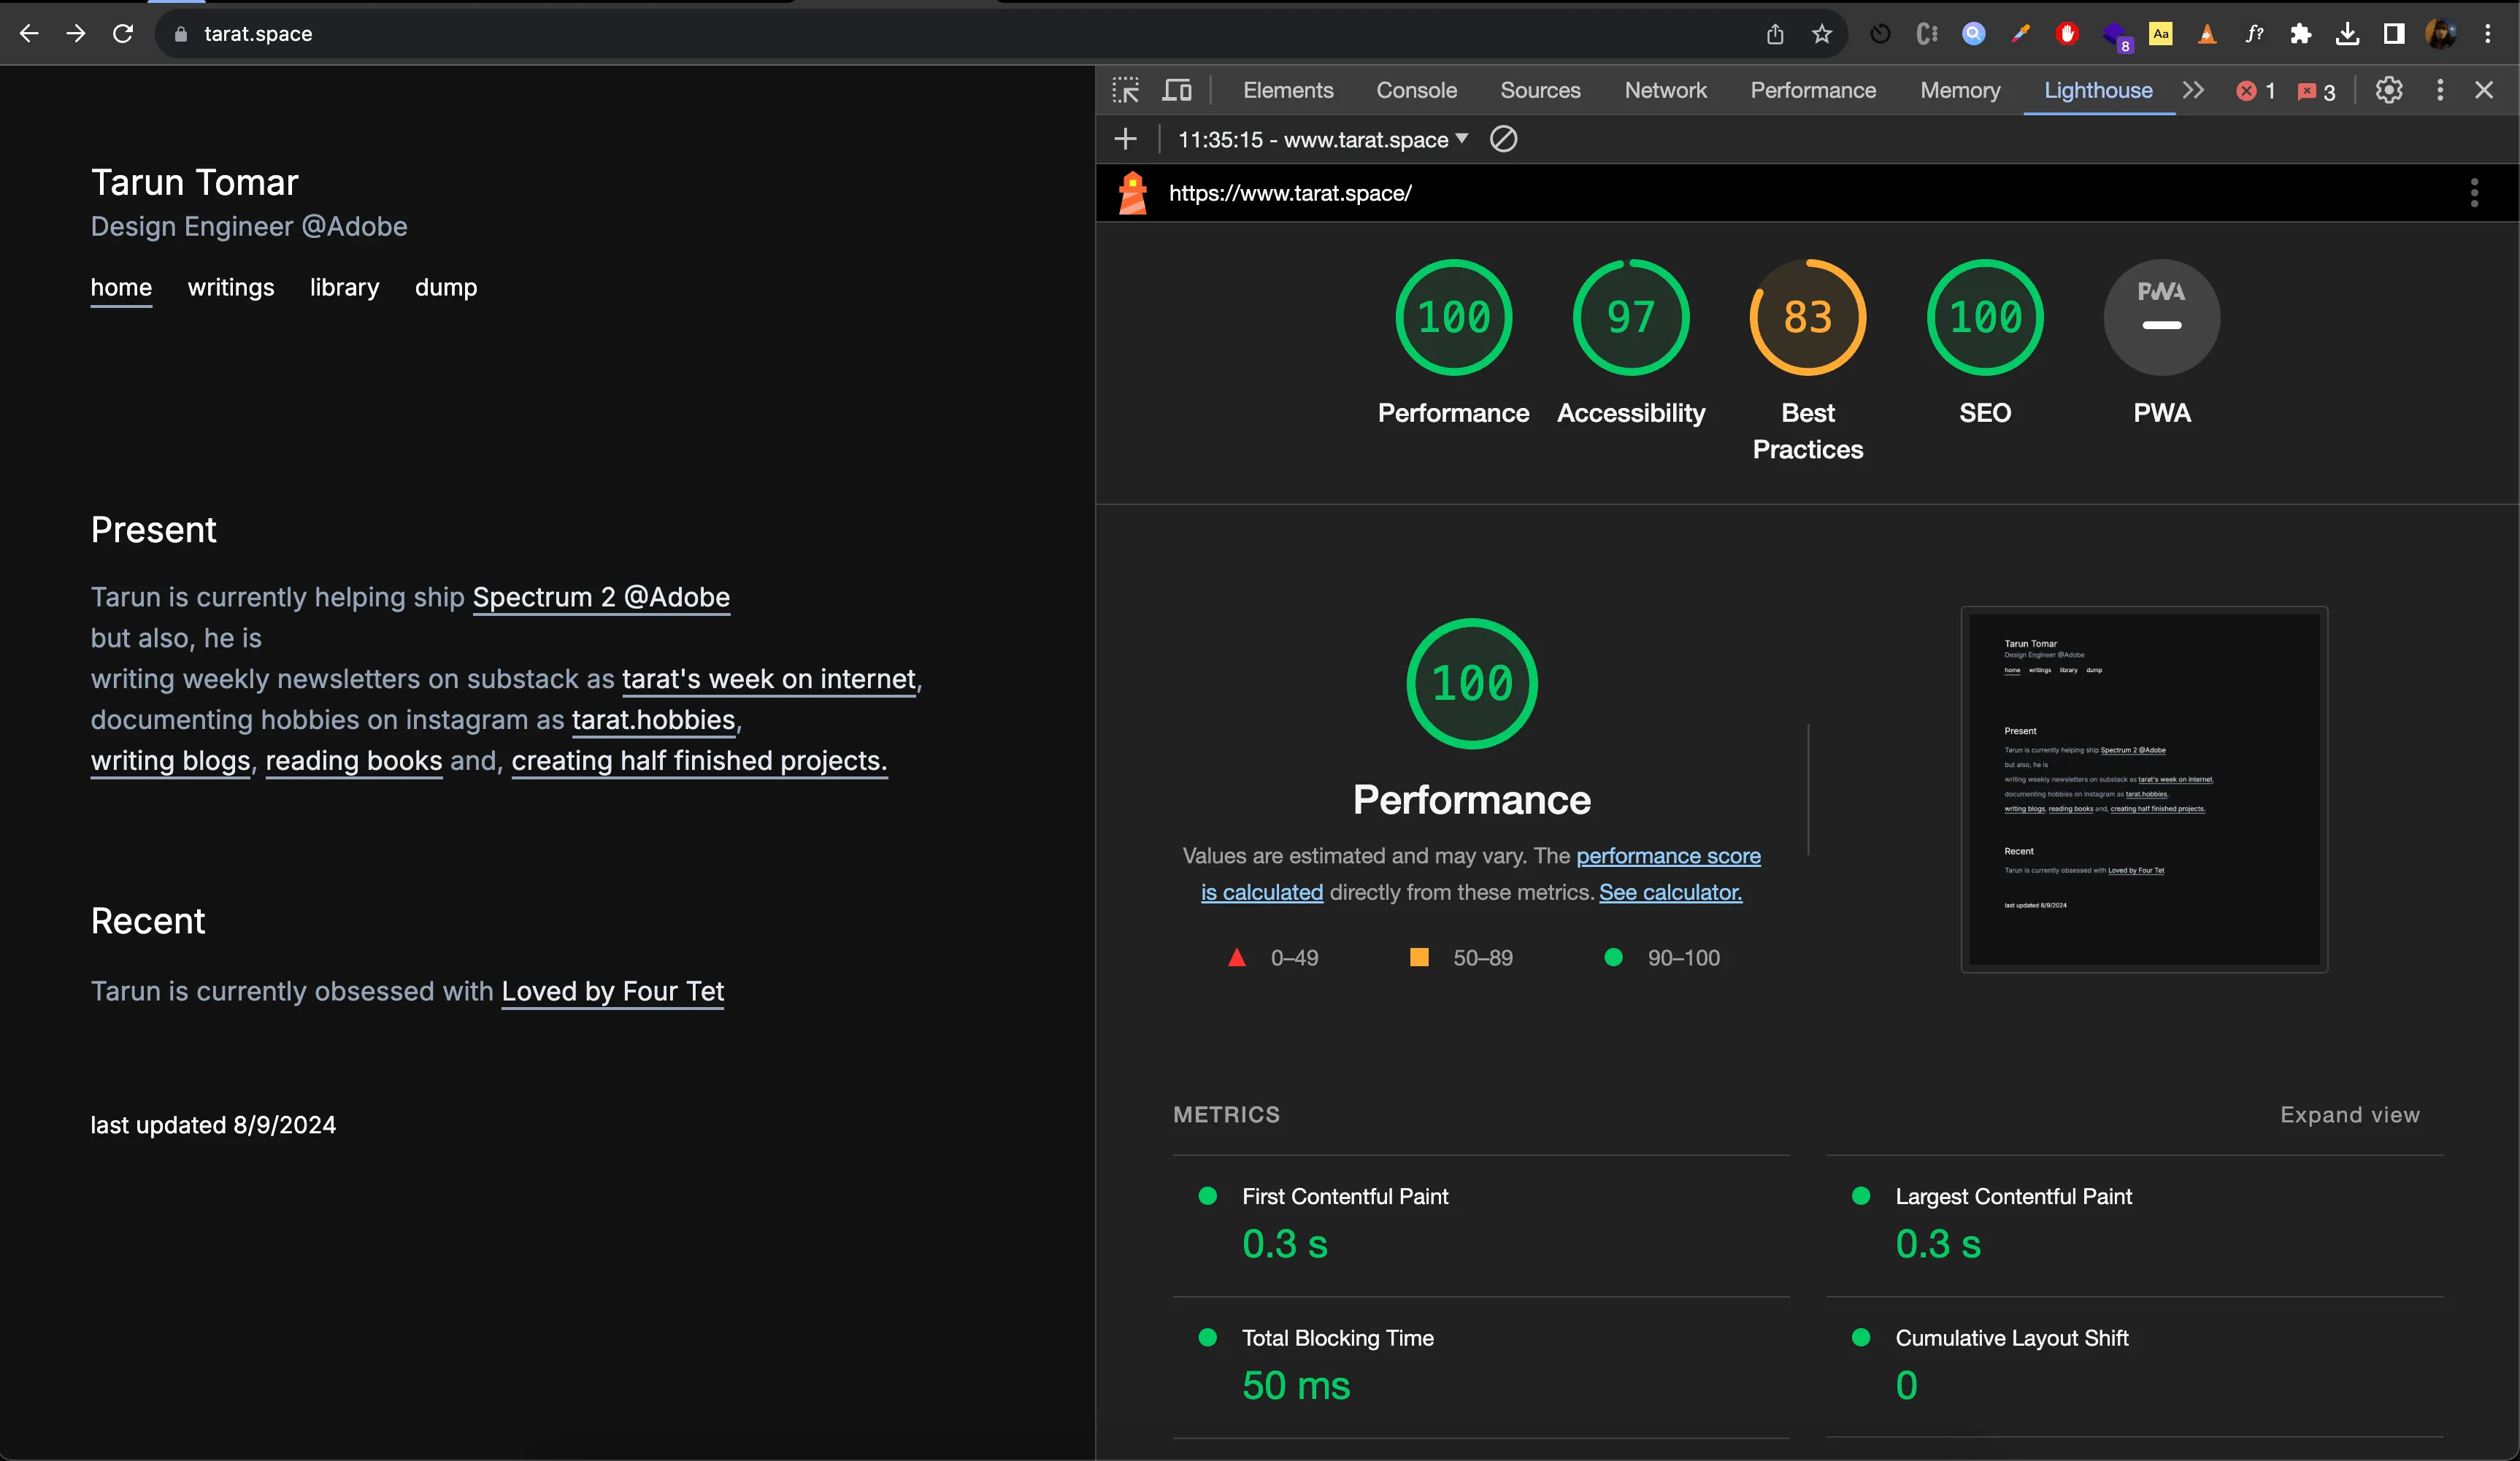 tarat.space
8
Aa
f?
Tarun Tomar
Design Engineer @Adobe
home writings library dump
Present
Tarun is currently helping ship Spectrum 2 @Adobe
but also, he is
writing weekly newsletters on substack as tarat's week on internet,
documenting hobbies on instagram as tarat.hobbies,
writing blogs, reading books and, creating half finished projects.
Recent
Tarun is currently obsessed with Loved by Four Tet
last updated 8/9/2024
Elements Console Sources Network Performance Memory Lighthouse 1 3
11:35:15 - www.tarat.space
https://www.tarat.space/
100 97 83 100 PWA
Performance Accessibility Best Practices SEO PWA
100
Performance
Values are estimated and may vary. The performance score
is calculated directly from these metrics. See calculator.
0–49 50–89 90–100
Tarun Tomar
Design Engineer @Adobe
home writings library dump
Present
Tarun is currently helping ship Spectrum 2 @Adobe
but also, he is
writing weekly newsletters on substack as tarat's week on internet,
documenting hobbies on instagram as tarat.hobbies,
writing blogs, reading books and, creating half finished projects.
Recent
Tarun is currently obsessed with Loved by Four Tet
last updated 8/9/2024
METRICS Expand view
First Contentful Paint
0.3 s
Largest Contentful Paint
0.3 s
Total Blocking Time
50 ms
Cumulative Layout Shift
0